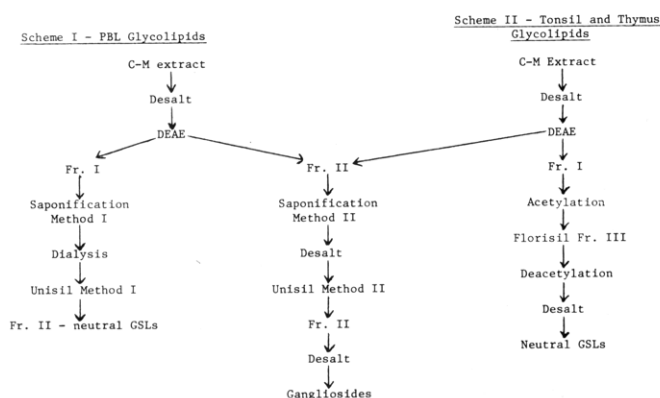 Scheme I - PBL Glycolipids
C-M extract
Desalt
DEAE
Fr. I
Saponification
Method I
Dialysis
Unisil Method I
Fr. II - neutral GSLs
Fr. II
Saponification
Method II
Desalt
Unisil Method II
Fr. II
Desalt
Gangliosides
Scheme II - Tonsil and Thymus
Glycolipids
C-M Extract
Desalt
DEAE
Fr. I
Acetylation
Florisil Fr. III
Deacetylation
Desalt
Neutral GSLs